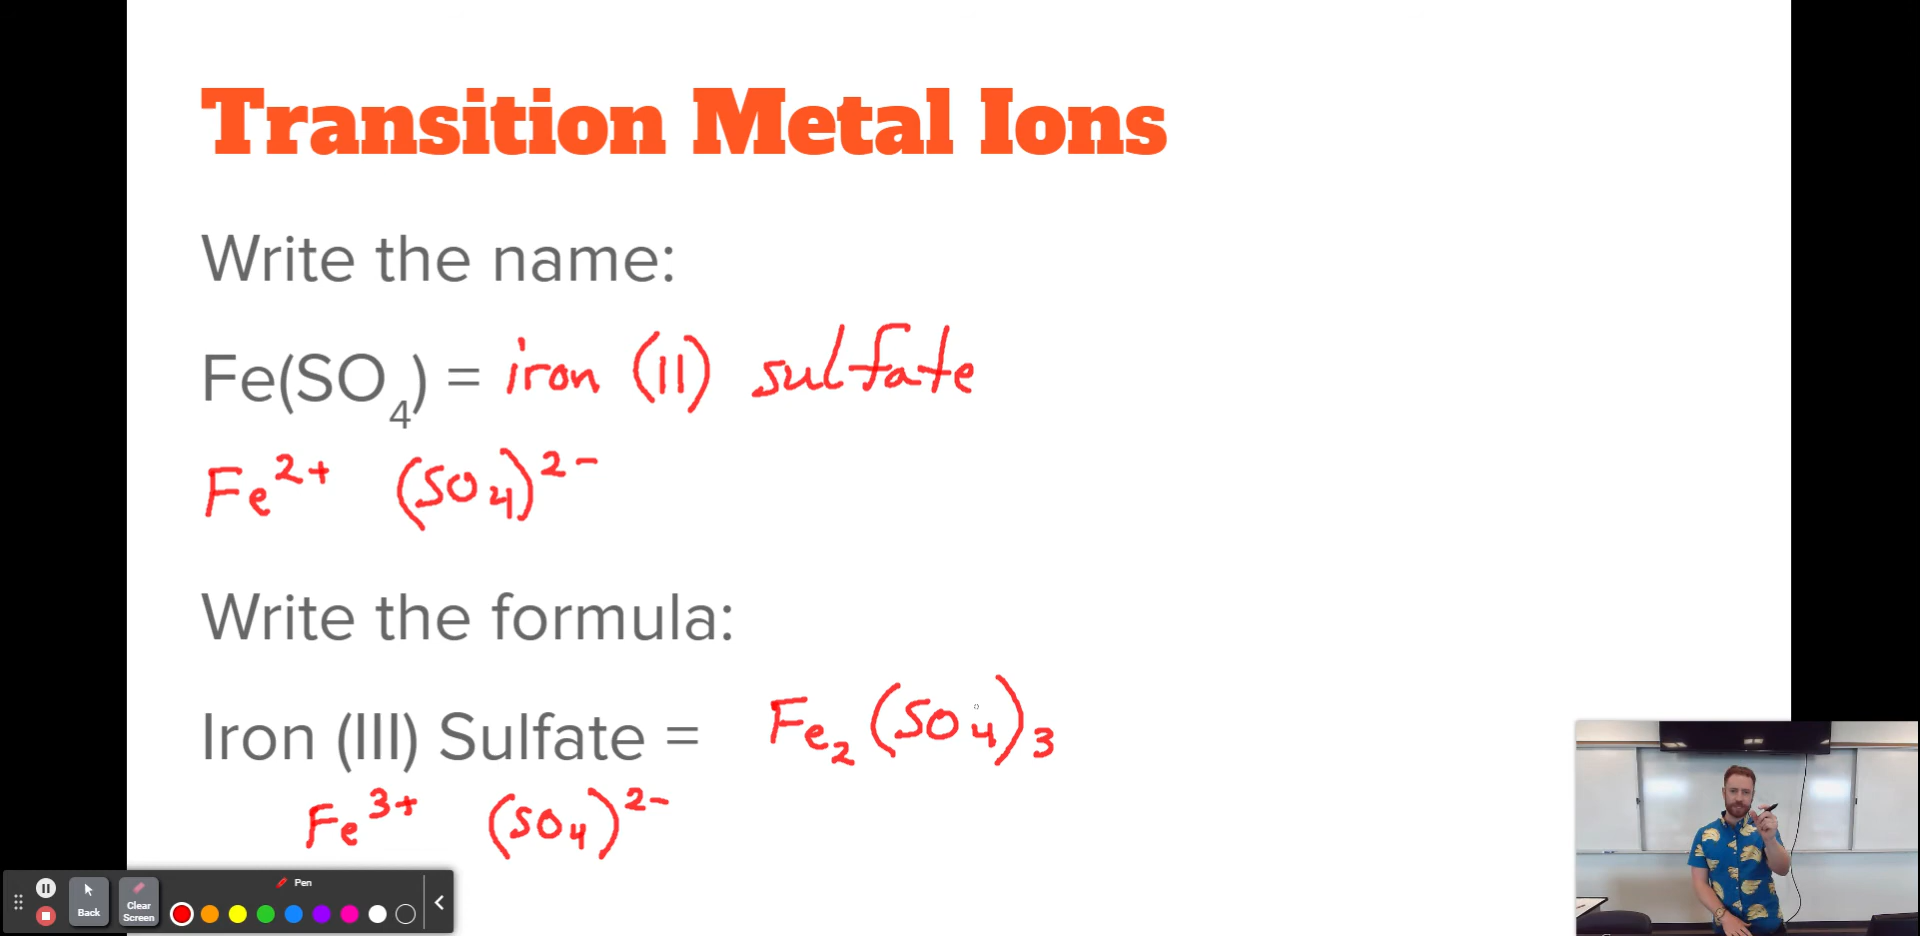 Transition Metal Ions
Write the name:
Fe(SO₄) = iron (II) sulfate
Fe²⁺ (SO₄)²⁻
Write the formula:
Iron (III) Sulfate = Fe₂(SO₄)₃
Fe³⁺ (SO₄)²⁻
Pen
Back
Clear
Screen